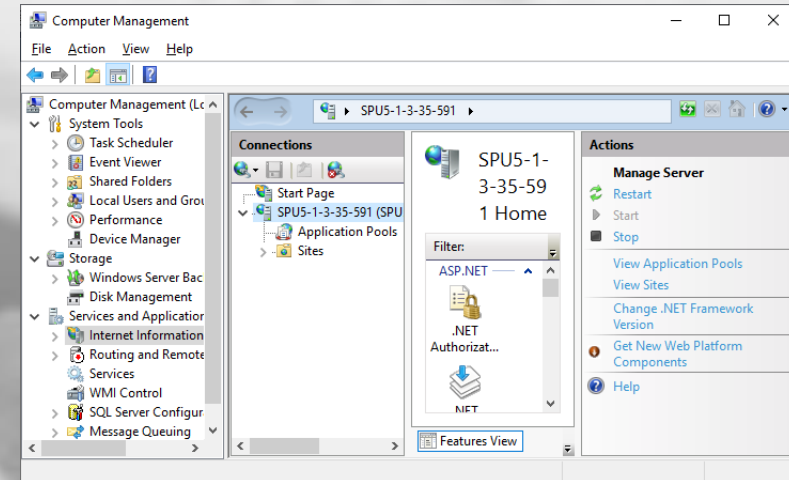 Computer Management
File Action View Help
Computer Management (Lc
System Tools
Task Scheduler
Event Viewer
Shared Folders
Local Users and Grou
Performance
Device Manager
Storage
Windows Server Bac
Disk Management
Services and Application
Internet Information
Routing and Remote
Services
WMI Control
SQL Server Configur
Message Queuing
SPU5-1-3-35-591
Connections
Start Page
SPU5-1-3-35-591 (SPU
Application Pools
Sites
SPU5-1-
3-35-59
1 Home
Filter:
ASP.NET
.NET
Authorizat...
.NET
Features View
Actions
Manage Server
Restart
Start
Stop
View Application Pools
View Sites
Change .NET Framework
Version
Get New Web Platform
Components
Help